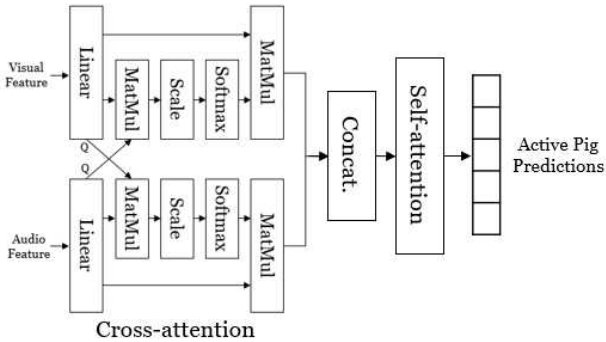 Visual
Feature
Linear
MatMul
Scale
Softmax
MatMul
Q
Q
Audio
Feature
Linear
MatMul
Scale
Softmax
MatMul
Concat.
Self-attention
Active Pig
Predictions
Cross-attention